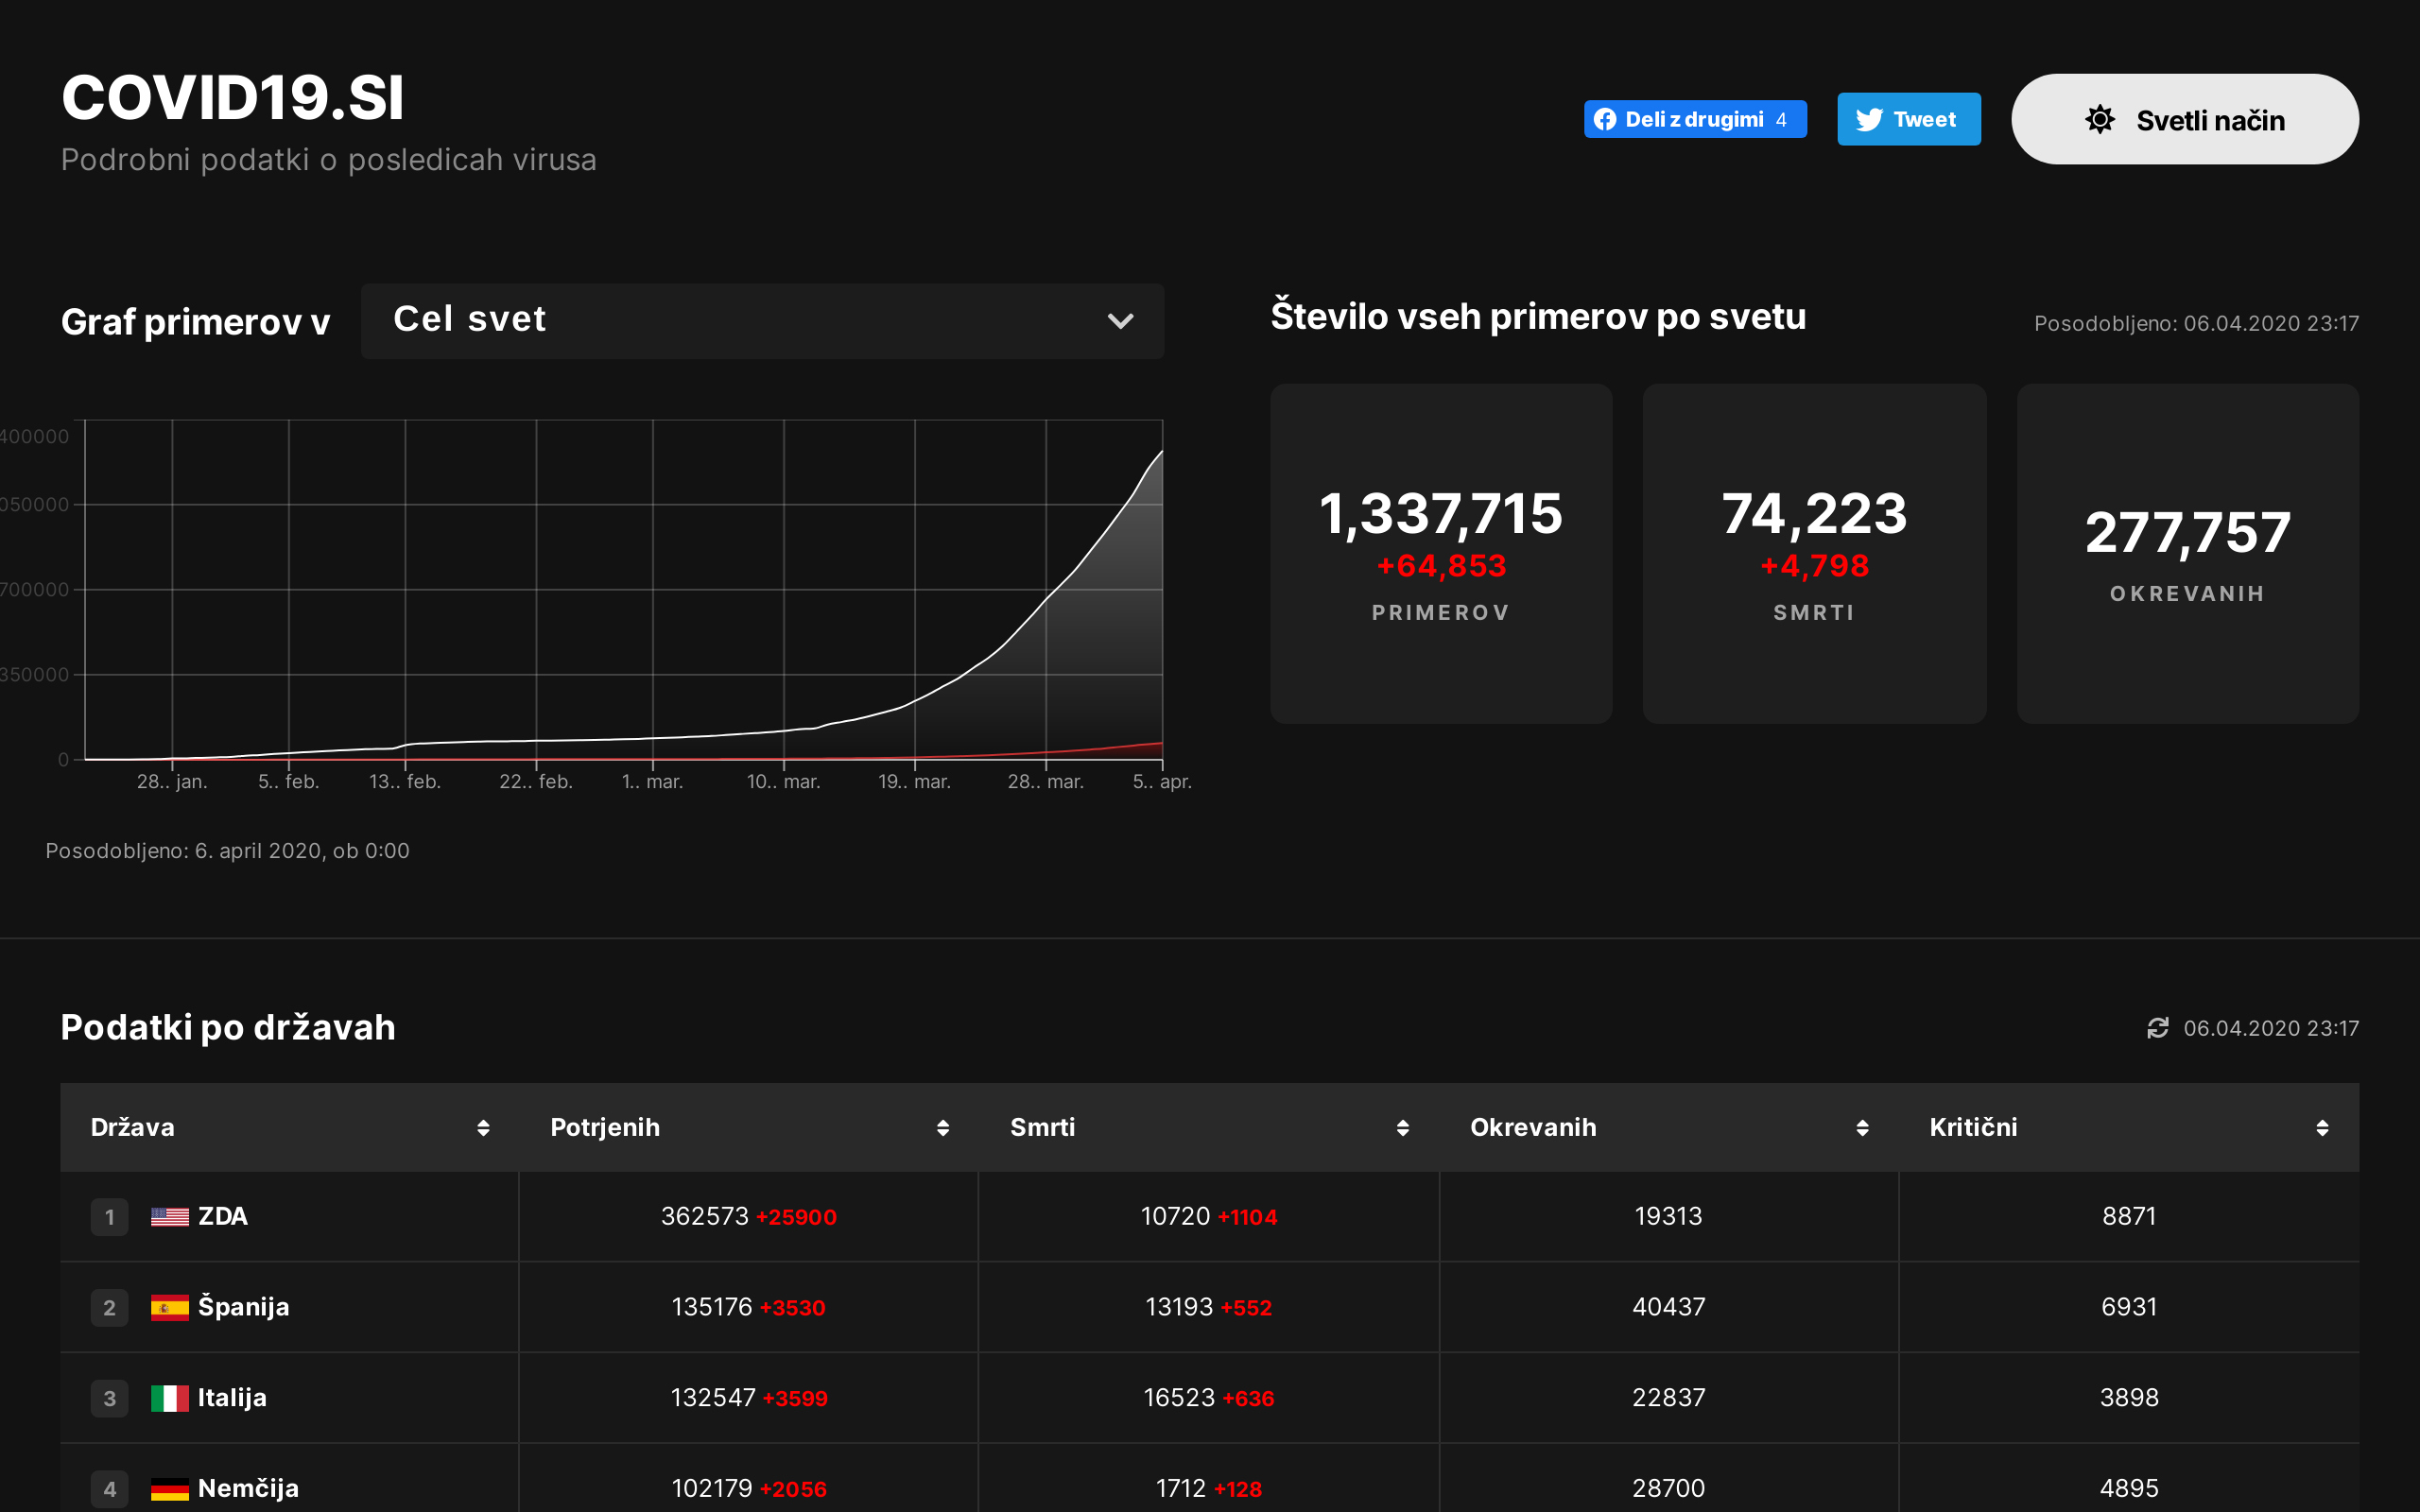 COVID19.SI
Podrobni podatki o posledicah virusa
Deli z drugimi 4
Tweet
Svetli način
Graf primerov v
Cel svet
400000
050000
700000
350000
0
28.. jan.
5.. feb.
13.. feb.
22.. feb.
1.. mar.
10.. mar.
19.. mar.
28.. mar.
5.. apr.
Posodobljeno: 6. april 2020, ob 0:00
Število vseh primerov po svetu
Posodobljeno: 06.04.2020 23:17
1,337,715
+64,853
PRIMEROV
74,223
+4,798
SMRTI
277,757
OKREVANIH
Podatki po državah
06.04.2020 23:17
Država Potrjenih Smrti Okrevanih Kritični
1 ZDA 362573 +25900 10720 +1104 19313 8871
2 Španija 135176 +3530 13193 +552 40437 6931
3 Italija 132547 +3599 16523 +636 22837 3898
4 Nemčija 102179 +2056 1712 +128 28700 4895